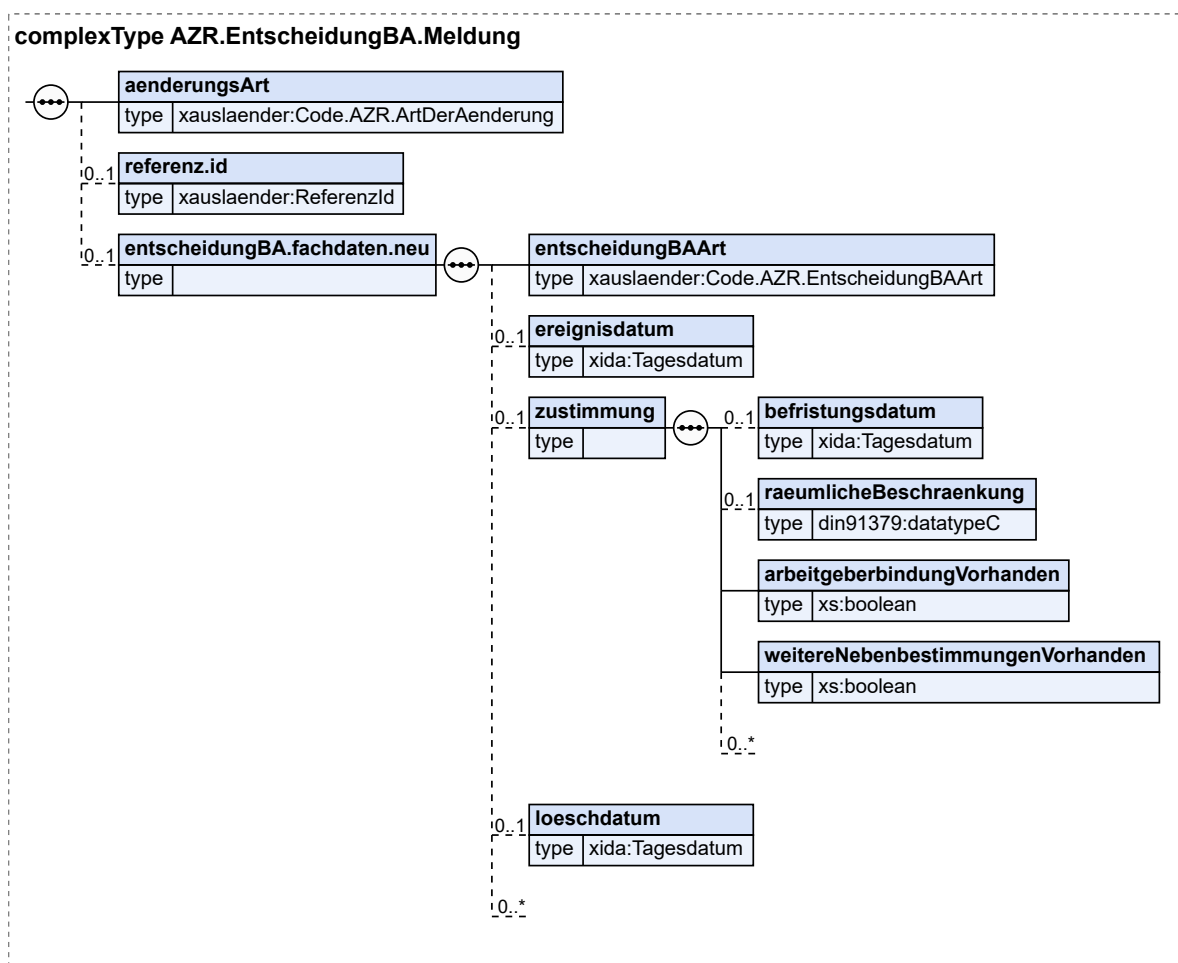 complexType AZR.EntscheidungBA.Meldung
aenderungsArt
type xauslaender:Code.AZR.ArtDerAenderung
0..1 referenz.id
type xauslaender:ReferenzId
0..1 entscheidungBA.fachdaten.neu
type
entscheidungBAArt
type xauslaender:Code.AZR.EntscheidungBAArt
0..1 ereignisdatum
type xida:Tagesdatum
0..1 zustimmung
type
0..1 befristungsdatum
type xida:Tagesdatum
0..1 raeumlicheBeschraenkung
type din91379:datatypeC
arbeitgeberbindungVorhanden
type xs:boolean
weitereNebenbestimmungenVorhanden
type xs:boolean
0..*
0..1 loeschdatum
type xida:Tagesdatum
0..*